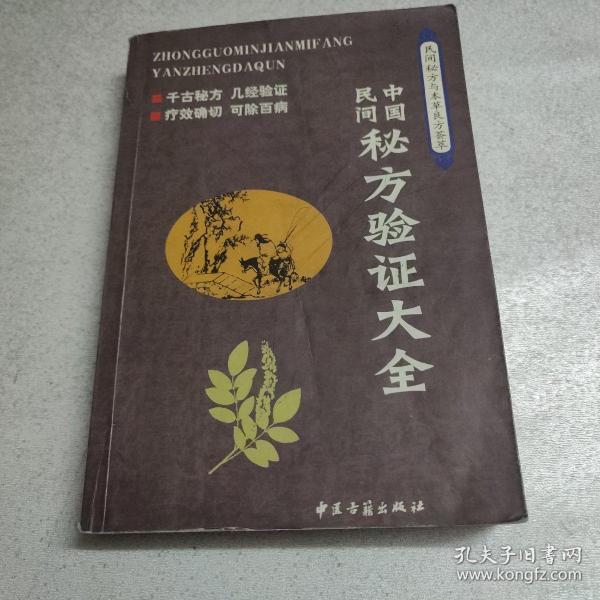 ZHONGGUOMINJIANMIFANG
YANZHENGDAQUN
千古秘方 几经验证
疗效确切 可除百病
民间秘方与本草良方荟萃
中国
民间
秘方验证大全
中医古籍出版社
孔夫子旧书网
www.kongfz.com